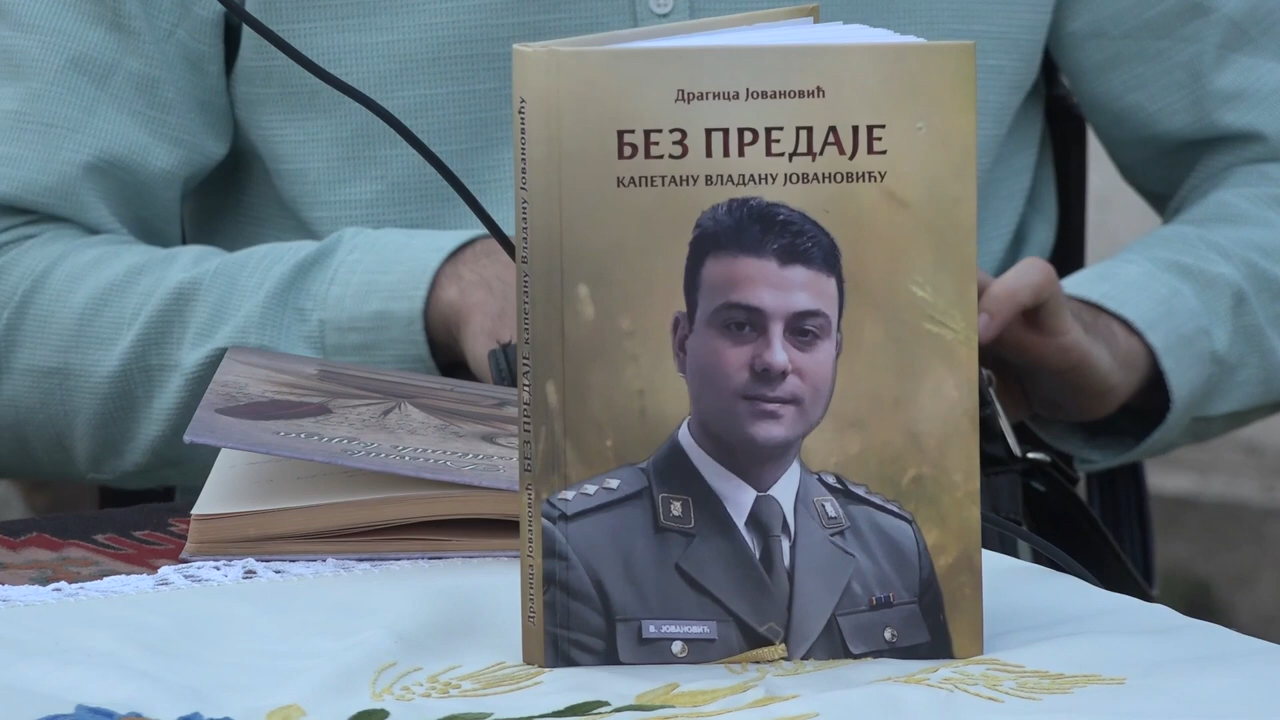 Драгица Јовановић
БЕЗ ПРЕДАЈЕ
КАПЕТАНУ ВЛАДАНУ ЈОВАНОВИЋУ
В. ЈОВАНОВИЋ
Драгица Јовановић БЕЗ ПРЕДАЈЕ капетану Владану Јовановићу